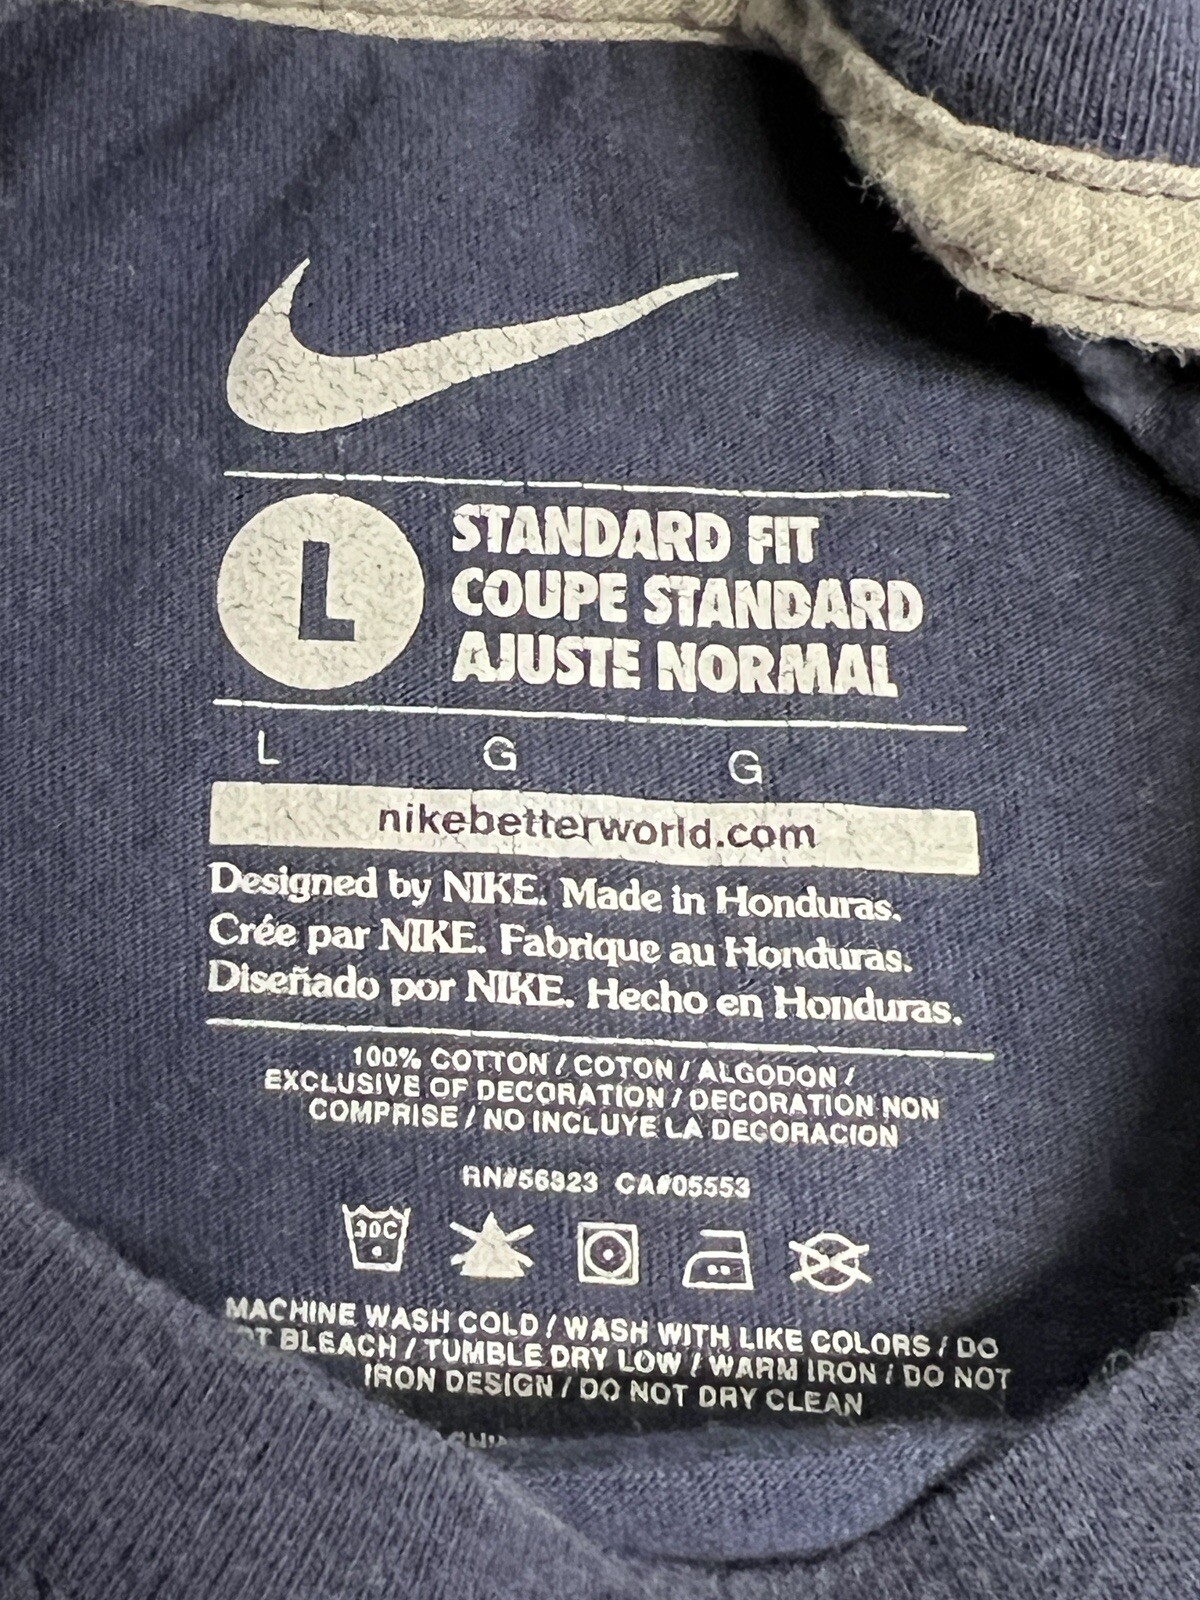 L
STANDARD FIT
COUPE STANDARD
AJUSTE NORMAL
L G G
nikebetterworld.com
Designed by NIKE. Made in Honduras.
Crée par NIKE. Fabrique au Honduras.
Diseñado por NIKE. Hecho en Honduras.
100% COTTON / COTON / ALGODON /
EXCLUSIVE OF DECORATION / DECORATION NON
COMPRISE / NO INCLUYE LA DECORACION
RN#56323 CA#05553
30C
MACHINE WASH COLD / WASH WITH LIKE COLORS / DO
BLEACH / TUMBLE DRY LOW / WARM IRON / DO NOT
IRON DESIGN / DO NOT DRY CLEAN